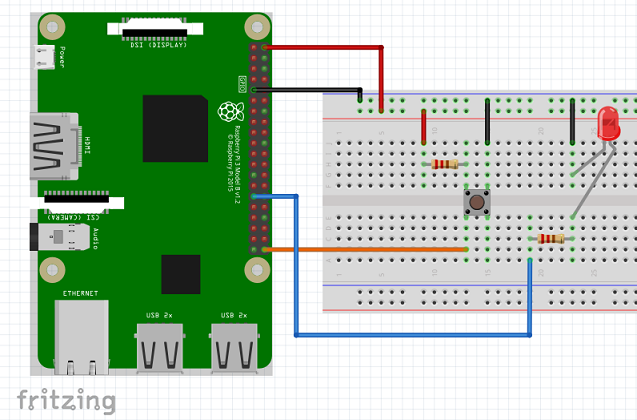 DSI (DISPLAY)
Power
GPIO
HDMI
Raspberry Pi 3 Model B v1.2
© Raspberry Pi 2015
CSI (CAMERA)
Audio
ETHERNET
USB 2x
USB 2x
fritzing